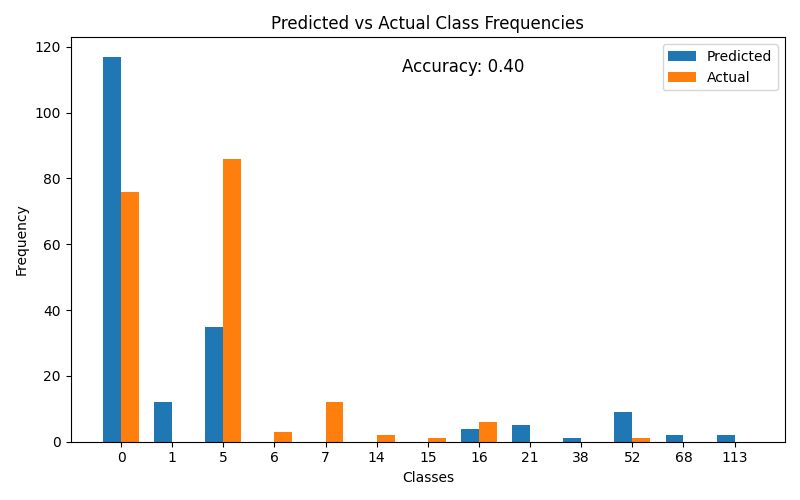 Predicted vs Actual Class Frequencies
Accuracy: 0.40
Predicted
Actual
Frequency
120
100
80
60
40
20
0
0 1 5 6 7 14 15 16 21 38 52 68 113
Classes